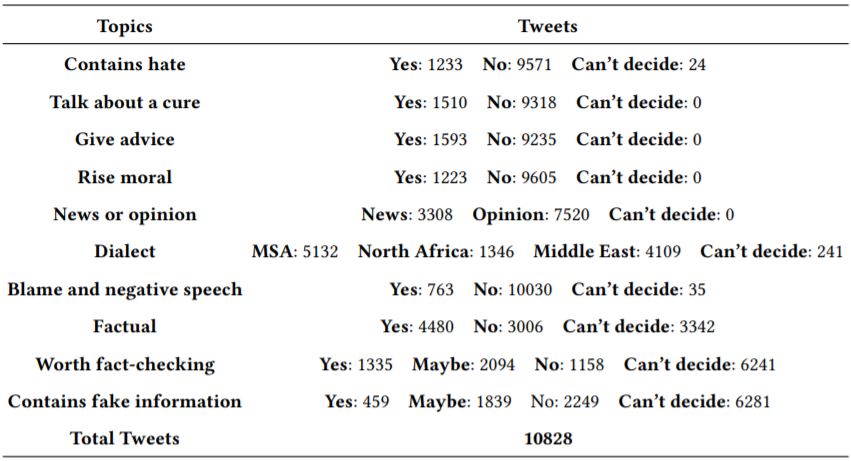 Topics Tweets
Contains hate Yes: 1233 No: 9571 Can't decide: 24
Talk about a cure Yes: 1510 No: 9318 Can't decide: 0
Give advice Yes: 1593 No: 9235 Can't decide: 0
Rise moral Yes: 1223 No: 9605 Can't decide: 0
News or opinion News: 3308 Opinion: 7520 Can't decide: 0
Dialect MSA: 5132 North Africa: 1346 Middle East: 4109 Can't decide: 241
Blame and negative speech Yes: 763 No: 10030 Can't decide: 35
Factual Yes: 4480 No: 3006 Can't decide: 3342
Worth fact-checking Yes: 1335 Maybe: 2094 No: 1158 Can't decide: 6241
Contains fake information Yes: 459 Maybe: 1839 No: 2249 Can't decide: 6281
Total Tweets 10828